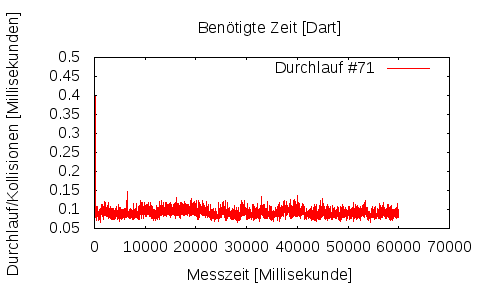 Benötigte Zeit [Dart]
Durchlauf #71
Durchlauf/Kollisionen [Millisekunden]
0.5
0.45
0.4
0.35
0.3
0.25
0.2
0.15
0.1
0.05
0 10000 20000 30000 40000 50000 60000 70000
Messzeit [Millisekunde]